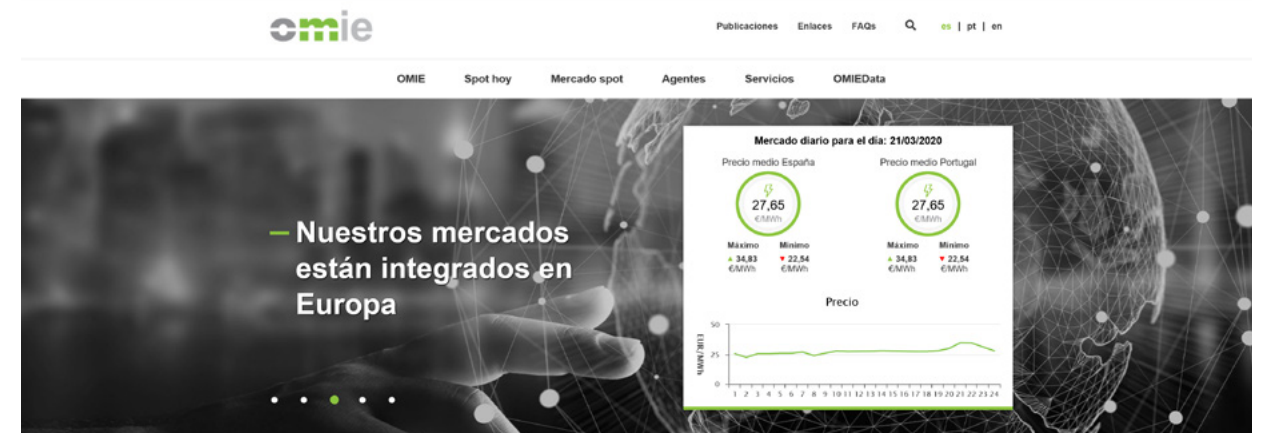 omie
Publicaciones Enlaces FAQs es | pt | en
OMIE Spot hoy Mercado spot Agentes Servicios OMIEData
Nuestros mercados
están integrados en
Europa
Mercado diario para el día: 21/03/2020
Precio medio España Precio medio Portugal
27,65 27,65
€/MWh €/MWh
Máximo Mínimo Máximo Mínimo
▲ 34,83 ▼ 22,54 ▲ 34,83 ▼ 22,54
€/MWh €/MWh €/MWh €/MWh
Precio
EUR/MWh
50
25
0
1 2 3 4 5 6 7 8 9 10 11 12 13 14 15 16 17 18 19 20 21 22 23 24